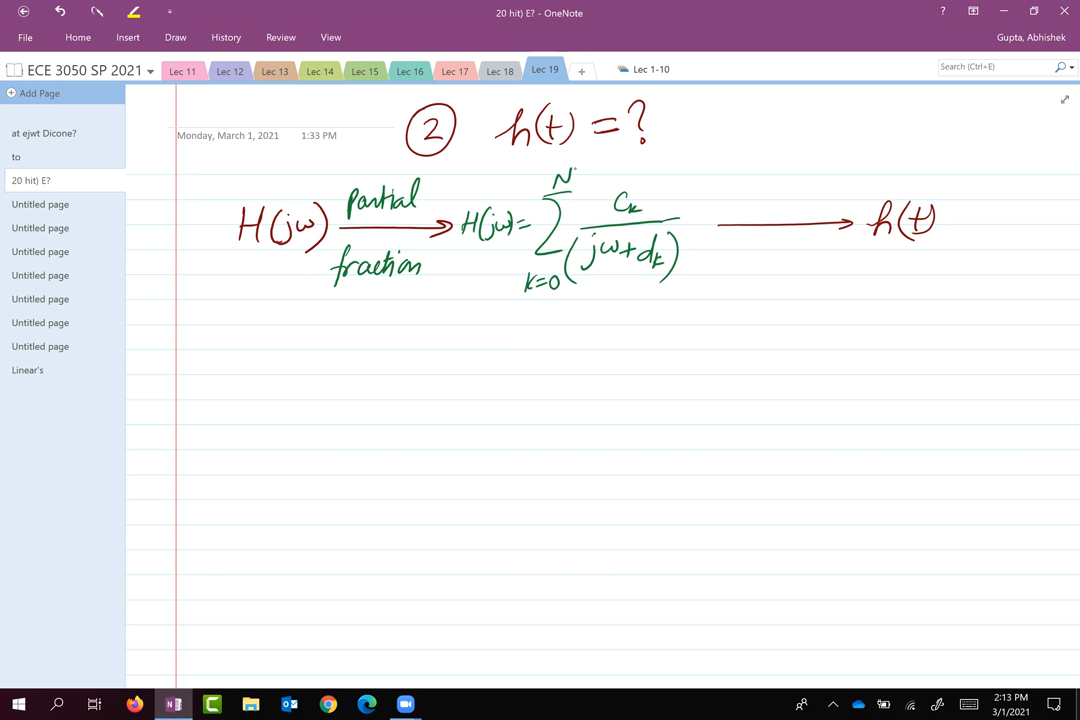 20 hit) E? - OneNote
Gupta, Abhishek
File Home Insert Draw History Review View
ECE 3050 SP 2021 Lec 11 Lec 12 Lec 13 Lec 14 Lec 15 Lec 16 Lec 17 Lec 18 Lec 19 Lec 1-10
Search (Ctrl+E)
Add Page
at ejwt Dicone?
to
20 hit) E?
Untitled page
Untitled page
Untitled page
Untitled page
Untitled page
Untitled page
Untitled page
Linear's
Monday, March 1, 2021 1:33 PM
② h(t) = ?
H(jω) partial fraction → H(jω) = ∑_{k=0}^{N} c_k / (jω + d_k) → h(t)
2:13 PM
3/1/2021